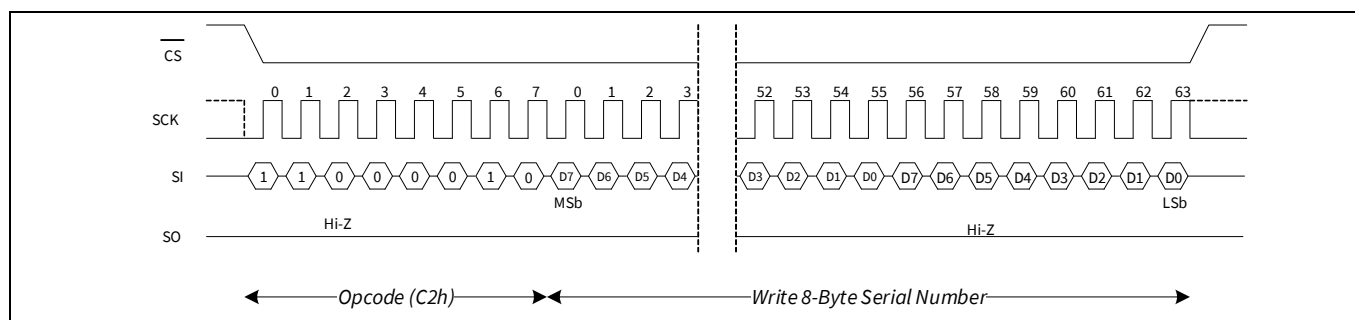 CS
0 1 2 3 4 5 6 7 0 1 2 3 52 53 54 55 56 57 58 59 60 61 62 63
SCK
SI 1 1 0 0 0 0 1 0 D7 D6 D5 D4 D3 D2 D1 D0 D7 D6 D5 D4 D3 D2 D1 D0
MSb LSb
Hi-Z Hi-Z
SO
Opcode (C2h) Write 8-Byte Serial Number